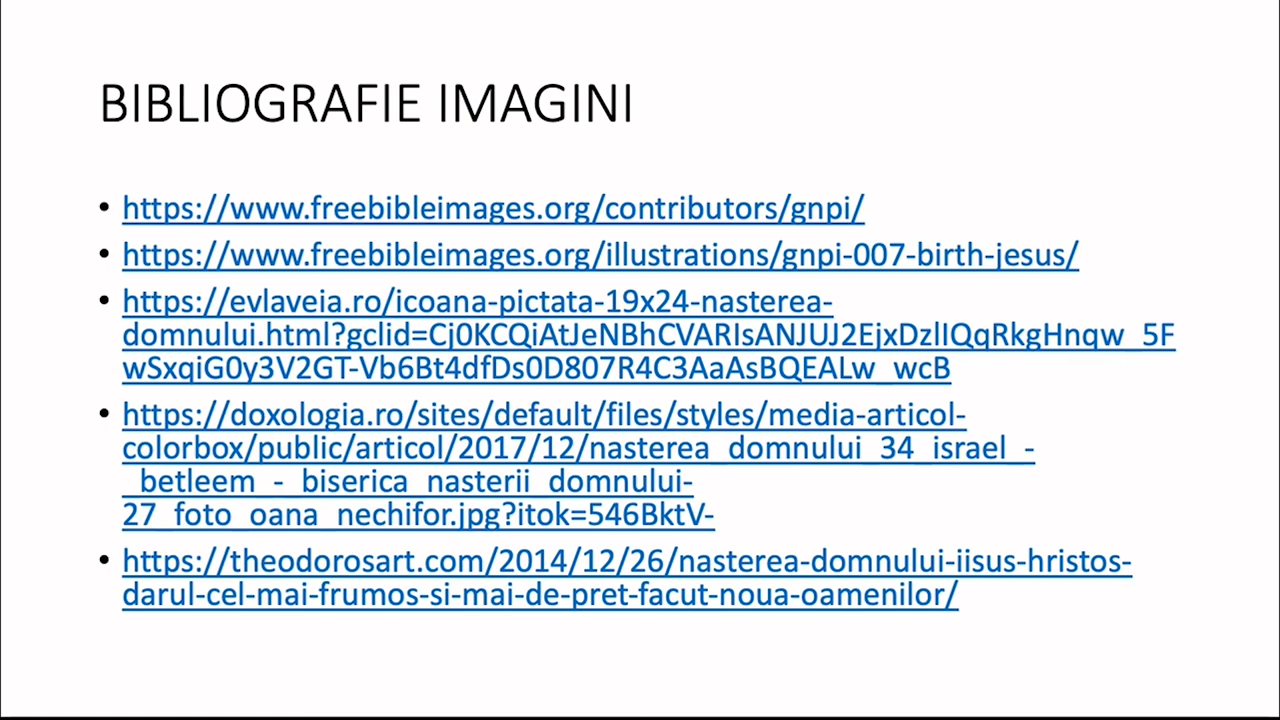 BIBLIOGRAFIE IMAGINI
• https://www.freebibleimages.org/contributors/gnpi/
• https://www.freebibleimages.org/illustrations/gnpi-007-birth-jesus/
• https://evlaveia.ro/icoana-pictata-19x24-nasterea-
domnului.html?gclid=Cj0KCQiAtJeNBhCVARIsANJUJ2EjxDzlIQqRkgHnqw_5F
wSxqiG0y3V2GT-Vb6Bt4dfDs0D807R4C3AaAsBQEALw_wcB
• https://doxologia.ro/sites/default/files/styles/media-articol-
colorbox/public/articol/2017/12/nasterea_domnului_34_israel_-
_betleem_-_biserica_nasterii_domnului-
27_foto_oana_nechifor.jpg?itok=546BktV-
• https://theodorosart.com/2014/12/26/nasterea-domnului-iisus-hristos-
darul-cel-mai-frumos-si-mai-de-pret-facut-noua-oamenilor/